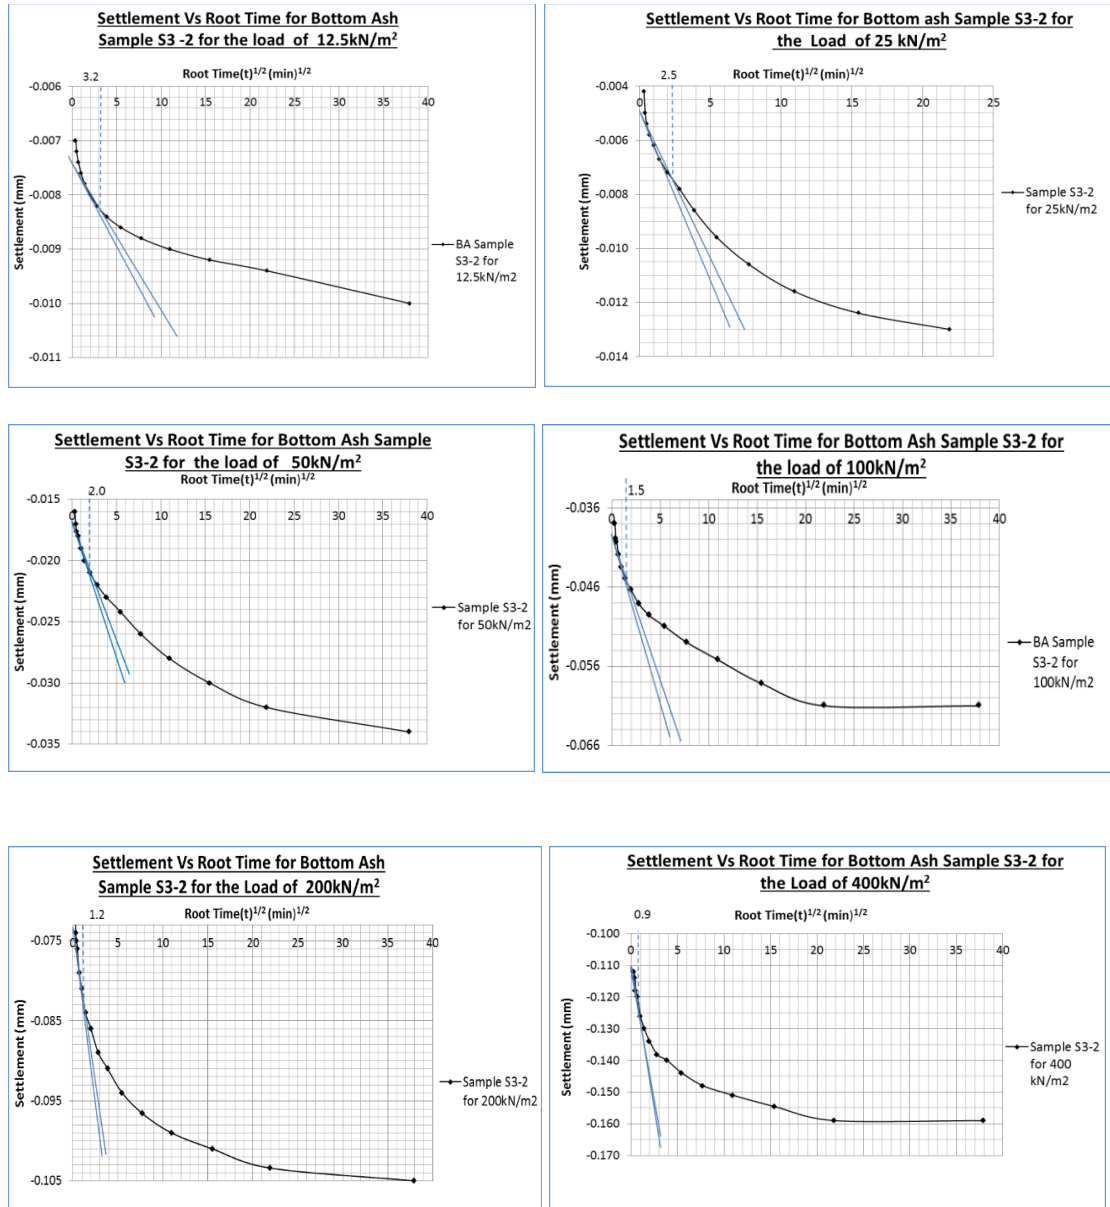 Settlement Vs Root Time for Bottom Ash
Sample S3 -2 for the load of 12.5kN/m²
Root Time(t)^1/2 (min)^1/2
3.2
-0.006
0 5 10 15 20 25 30 35 40
-0.007
-0.008
-0.009
-0.010
-0.011
Settlement (mm)
BA Sample
S3-2 for
12.5kN/m2
Settlement Vs Root Time for Bottom ash Sample S3-2 for
the Load of 25 kN/m²
Root Time(t)^1/2 (min)^1/2
2.5
-0.004
0 5 10 15 20 25
-0.006
-0.008
-0.010
-0.012
-0.014
Settlement (mm)
Sample S3-2
for 25kN/m2
Settlement Vs Root Time for Bottom Ash Sample
S3-2 for the load of 50kN/m²
Root Time(t)^1/2 (min)^1/2
2.0
-0.015
0 5 10 15 20 25 30 35 40
-0.020
-0.025
-0.030
-0.035
Settlement (mm)
Sample S3-2
for 50kN/m2
Settlement Vs Root Time for Bottom Ash Sample S3-2 for
the load of 100kN/m²
Root Time(t)^1/2 (min)^1/2
1.5
-0.036
0 5 10 15 20 25 30 35 40
-0.046
-0.056
-0.066
Settlement (mm)
BA Sample
S3-2 for
100kN/m2
Settlement Vs Root Time for Bottom Ash
Sample S3-2 for the Load of 200kN/m²
Root Time(t)^1/2 (min)^1/2
1.2
-0.075
0 5 10 15 20 25 30 35 40
-0.085
-0.095
-0.105
Settlement (mm)
Sample S3-2
for 200kN/m2
Settlement Vs Root Time for Bottom Ash Sample S3-2 for
the Load of 400kN/m²
Root Time(t)^1/2 (min)^1/2
0.9
-0.100
0 5 10 15 20 25 30 35 40
-0.110
-0.120
-0.130
-0.140
-0.150
-0.160
-0.170
Settlement (mm)
Sample S3-2
for 400
kN/m2